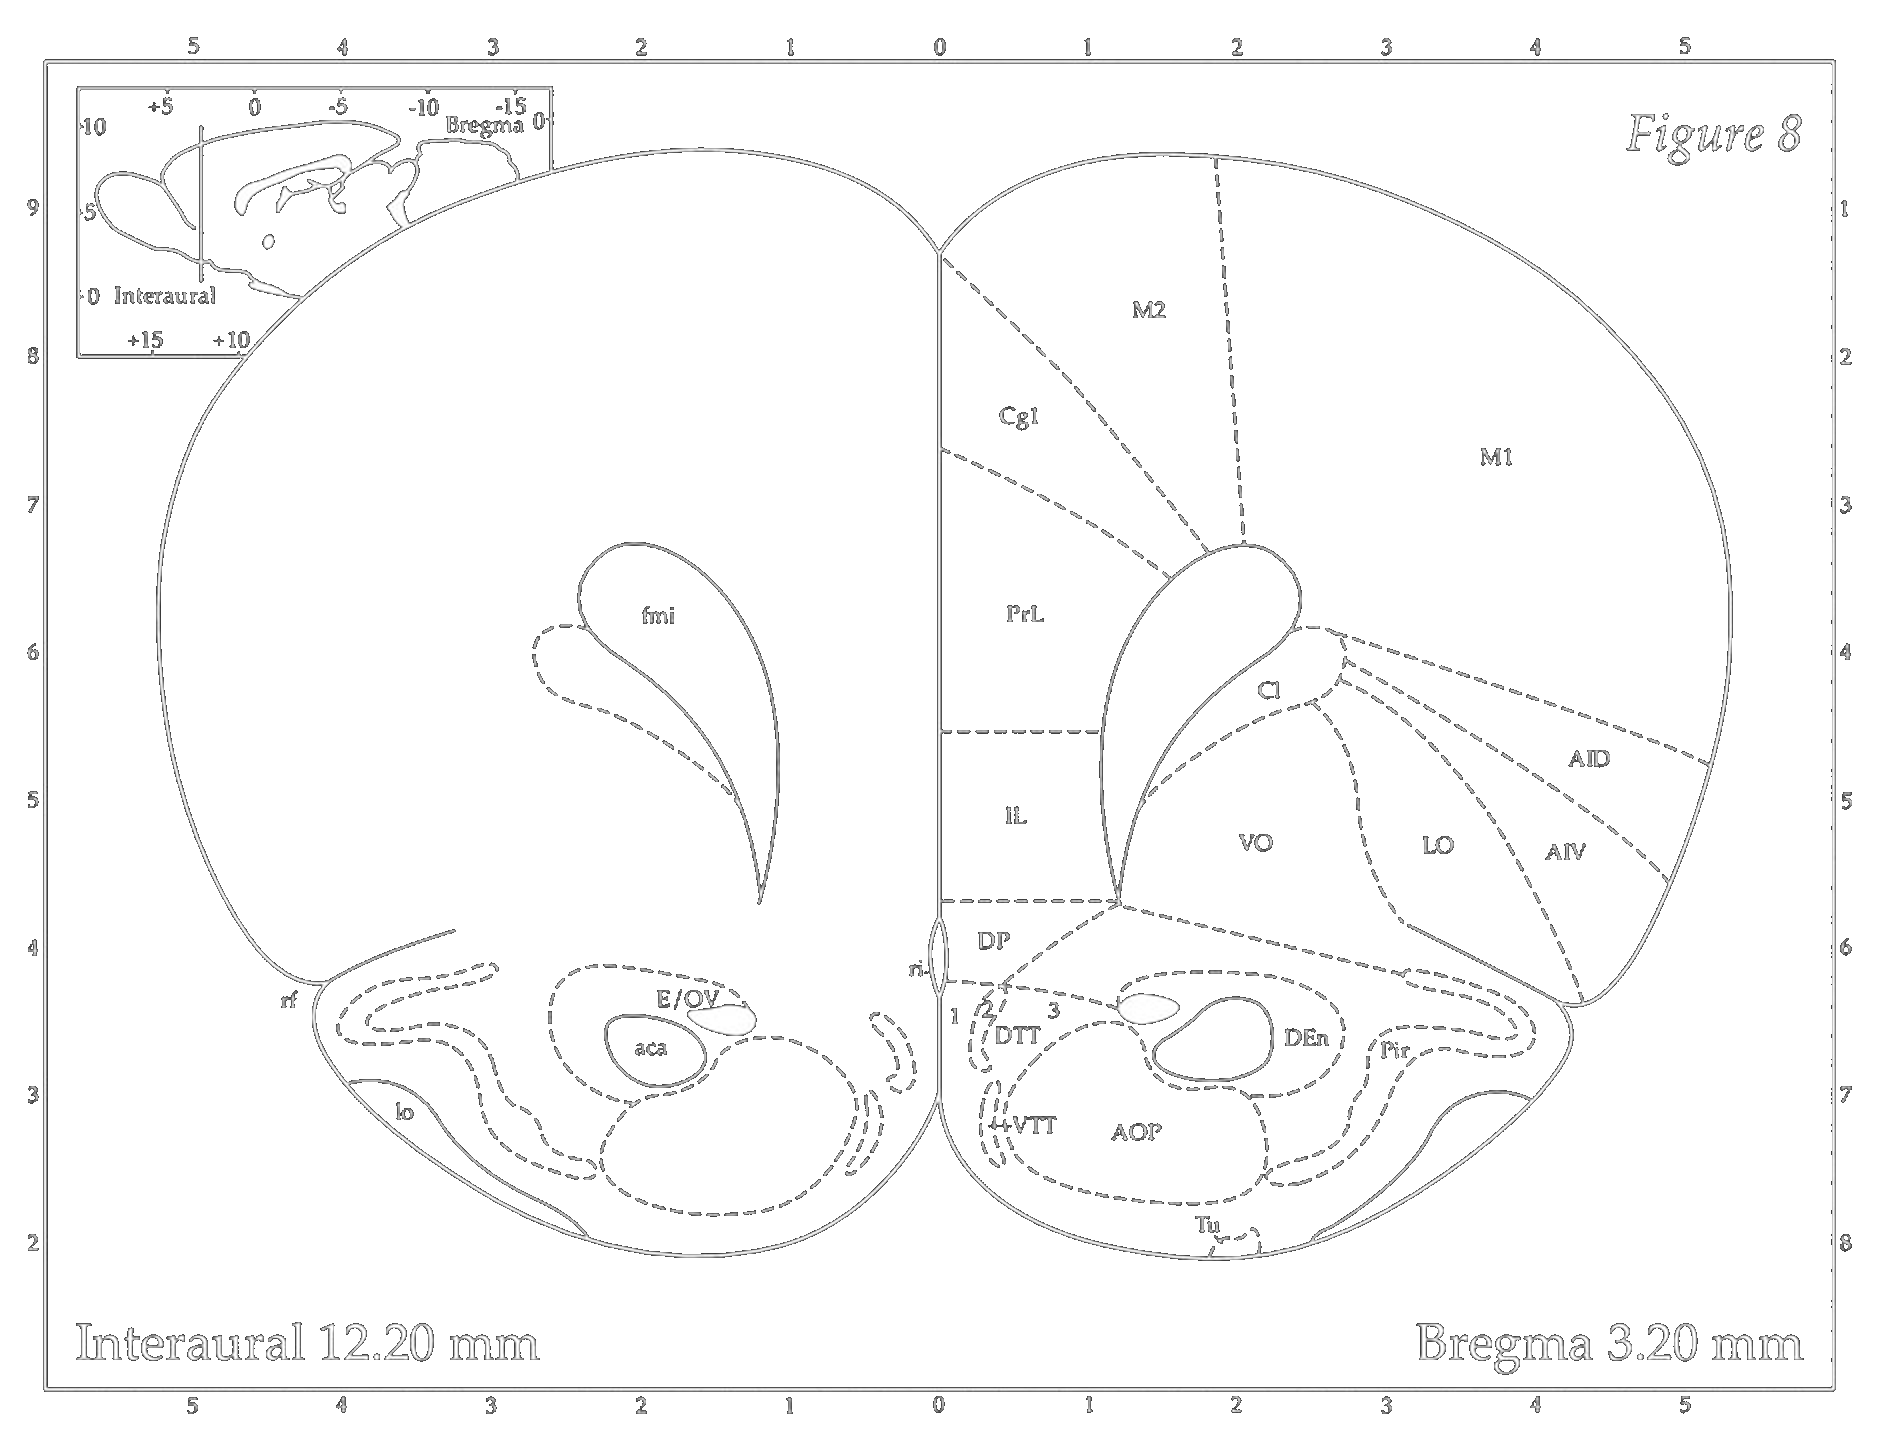 5 4 3 2 1 0 1 2 3 4 5
+5 0 -5 -10 -15
Bregma 0
10
Figure 8
5
0 Interaural
+15 +10
9 1
8 2
7 3
6 4
5 5
4 6
3 7
2 8
M2
Cg1
M1
fmi
PrL
Cl
AID
IL
VO
LO
AIV
DP
ri
rf
E/OV
1 2 3
DTT
aca
DEn
Pir
lo
4 VTT
AOP
Tu
Interaural 12.20 mm
Bregma 3.20 mm
5 4 3 2 1 0 1 2 3 4 5